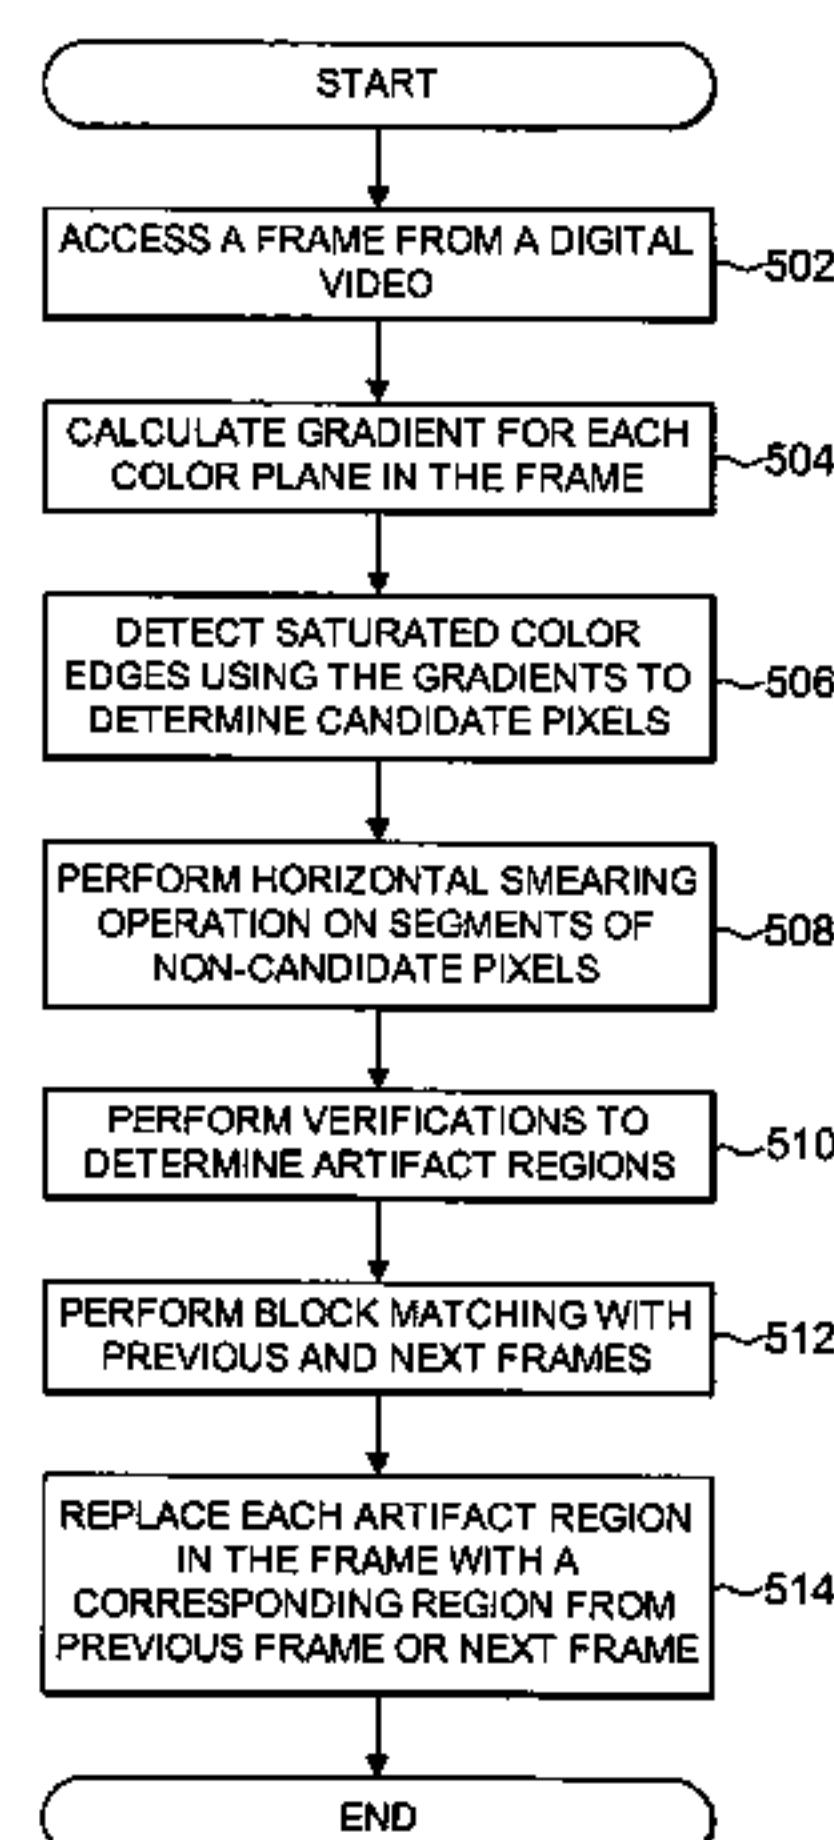 START
ACCESS A FRAME FROM A DIGITAL
VIDEO
502
CALCULATE GRADIENT FOR EACH
COLOR PLANE IN THE FRAME
504
DETECT SATURATED COLOR
EDGES USING THE GRADIENTS TO
DETERMINE CANDIDATE PIXELS
506
PERFORM HORIZONTAL SMEARING
OPERATION ON SEGMENTS OF
NON-CANDIDATE PIXELS
508
PERFORM VERIFICATIONS TO
DETERMINE ARTIFACT REGIONS
510
PERFORM BLOCK MATCHING WITH
PREVIOUS AND NEXT FRAMES
512
REPLACE EACH ARTIFACT REGION
IN THE FRAME WITH A
CORRESPONDING REGION FROM
PREVIOUS FRAME OR NEXT FRAME
514
END